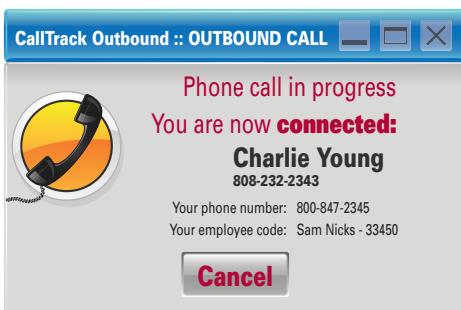 CallTrack Outbound :: OUTBOUND CALL
Phone call in progress
You are now connected:
Charlie Young
808-232-2343
Your phone number: 800-847-2345
Your employee code: Sam Nicks - 33450
Cancel